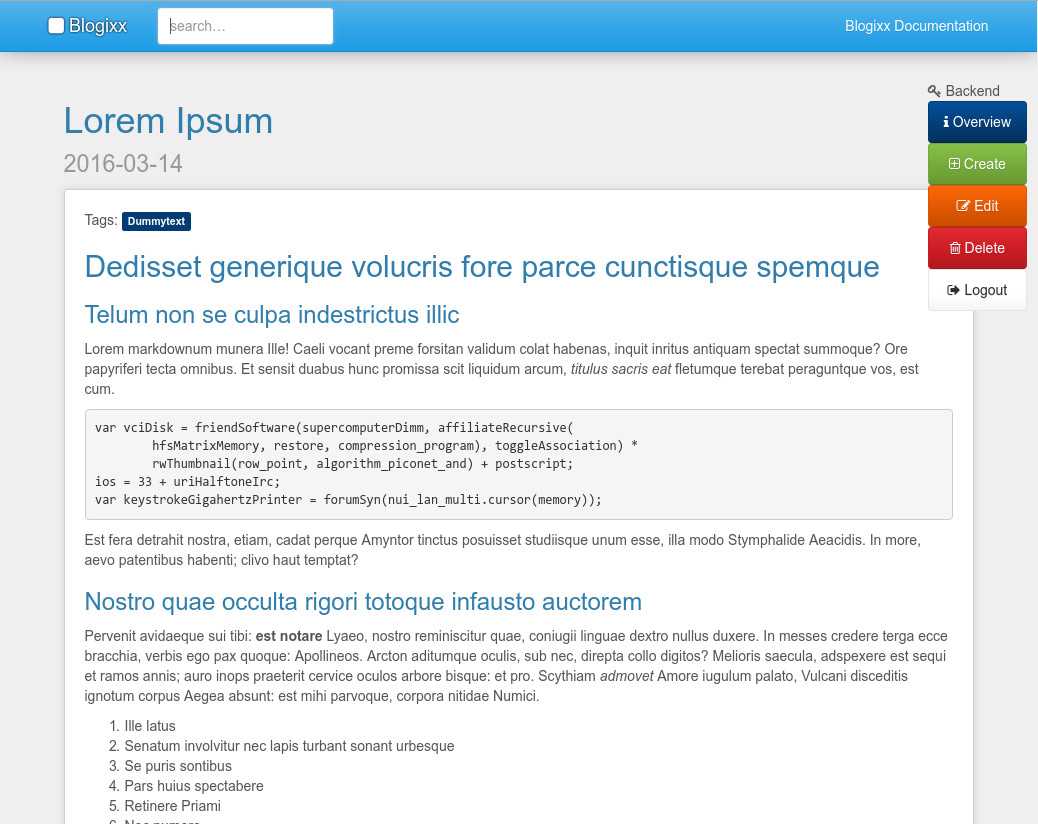 Blogixx
search…
Blogixx Documentation
Backend
Overview
Create
Edit
Delete
Logout
Lorem Ipsum
2016-03-14
Tags: Dummytext
Dedisset generique volucris fore parce cunctisque spemque
Telum non se culpa indestrictus illic
Lorem markdownum munera Ille! Caeli vocant preme forsitan validum colat habenas, inquit inritus antiquam spectat summoque? Ore
papyriferi tecta omnibus. Et sensit duabus hunc promissa scit liquidum arcum, titulus sacris eat fletumque terebat peraguntque vos, est
cum.
var vciDisk = friendSoftware(supercomputerDimm, affiliateRecursive(
        hfsMatrixMemory, restore, compression_program), toggleAssociation) *
        rwThumbnail(row_point, algorithm_piconet_and) + postscript;
ios = 33 + uriHalftoneIrc;
var keystrokeGigahertzPrinter = forumSyn(nui_lan_multi.cursor(memory));
Est fera detrahit nostra, etiam, cadat perque Amyntor tinctus posuisset studiisque unum esse, illa modo Stymphalide Aeacidis. In more,
aevo patentibus habenti; clivo haut temptat?
Nostro quae occulta rigori totoque infausto auctorem
Pervenit avidaeque sui tibi: est notare Lyaeo, nostro reminiscitur quae, coniugii linguae dextro nullus duxere. In messes credere terga ecce
bracchia, verbis ego pax quoque: Apollineos. Arcton aditumque oculis, sub nec, direpta collo digitos? Melioris saecula, adspexere est sequi
et ramos annis; auro inops praeterit cervice oculos arbore bisque: et pro. Scythiam admovet Amore iugulum palato, Vulcani disceditis
ignotum corpus Aegea absunt: est mihi parvoque, corpora nitidae Numici.
1. Ille latus
2. Senatum involvitur nec lapis turbant sonant urbesque
3. Se puris sontibus
4. Pars huius spectabere
5. Retinere Priami